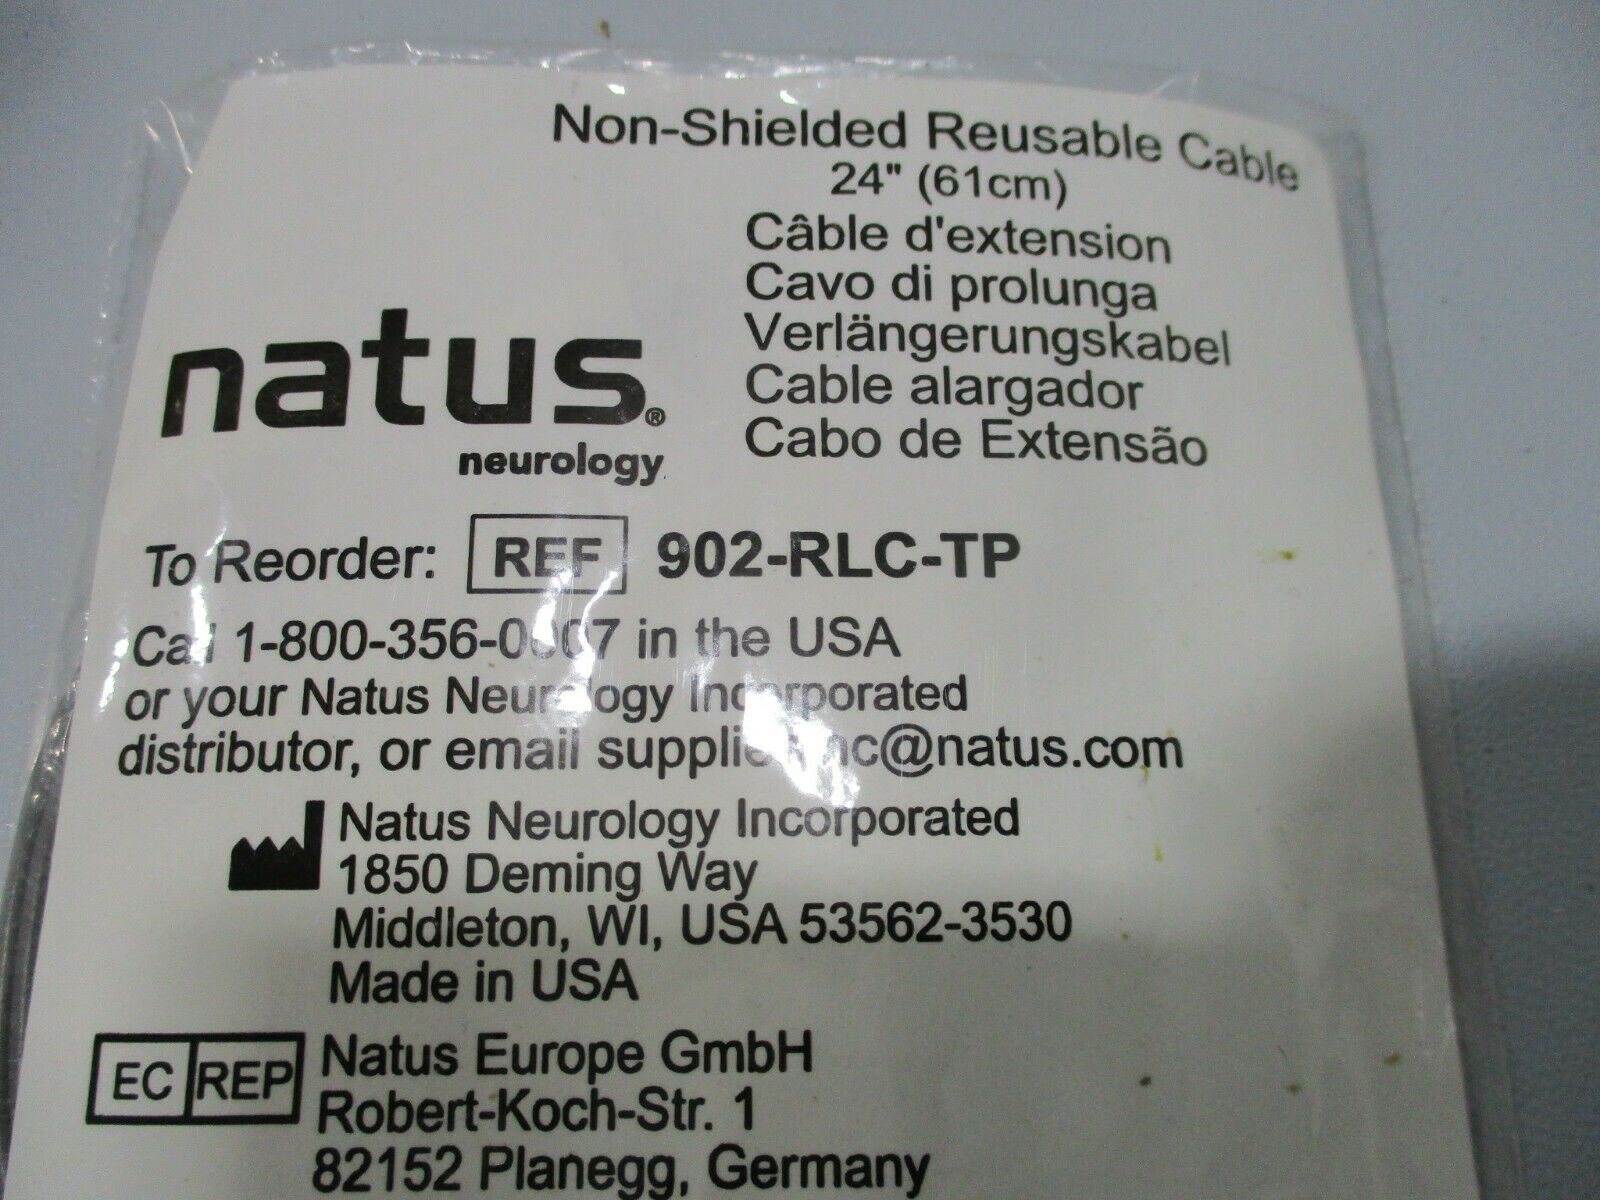 Non-Shielded Reusable Cable
24" (61cm)
Câble d'extension
Cavo di prolunga
Verlängerungskabel
Cable alargador
Cabo de Extensão
natus®
neurology
To Reorder: REF 902-RLC-TP
Call in the USA
or your Natus Neurology Incorporated
distributor, or email
Natus Neurology Incorporated
1850 Deming Way
Middleton, WI, USA 53562-3530
Made in USA
EC REP Natus Europe GmbH
Robert-Koch-Str. 1
82152 Planegg, Germany